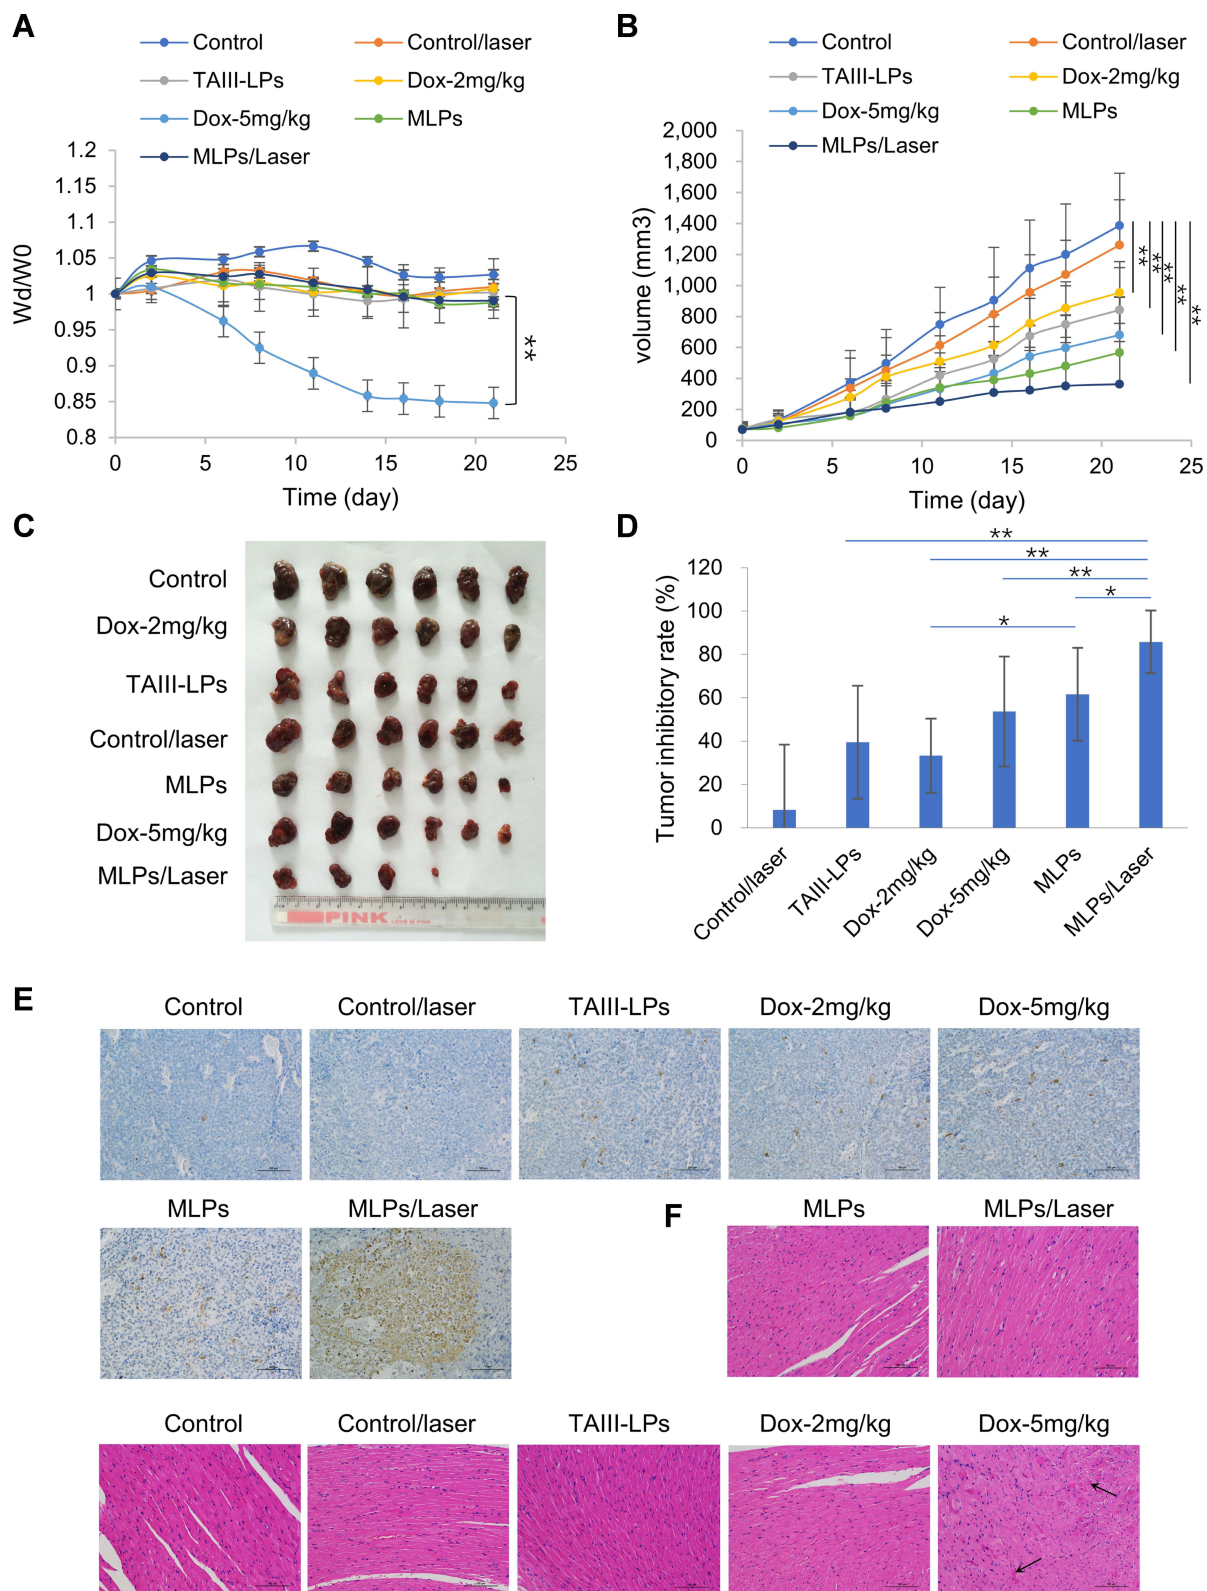 A
Control
Control/laser
TAIII-LPs
Dox-2mg/kg
Dox-5mg/kg
MLPs
MLPs/Laser
1.2
1.15
1.1
1.05
1
0.95
0.9
0.85
0.8
Wd/W0
**
0
5
10
15
20
25
Time (day)
B
Control
Control/laser
TAIII-LPs
Dox-2mg/kg
Dox-5mg/kg
MLPs
MLPs/Laser
2,000
1,800
1,600
1,400
1,200
1,000
800
600
400
200
0
volume (mm3)
**
**
**
**
**
0
5
10
15
20
25
Time (day)
C
Control
Dox-2mg/kg
TAIII-LPs
Control/laser
MLPs
Dox-5mg/kg
MLPs/Laser
PINK
LOVE IS PINK
D
**
**
**
*
*
120
100
80
60
40
20
0
Tumor inhibitory rate (%)
Control/laser
TAIII-LPs
Dox-2mg/kg
Dox-5mg/kg
MLPs
MLPs/Laser
E
Control
Control/laser
TAIII-LPs
Dox-2mg/kg
Dox-5mg/kg
MLPs
MLPs/Laser
F
MLPs
MLPs/Laser
Control
Control/laser
TAIII-LPs
Dox-2mg/kg
Dox-5mg/kg